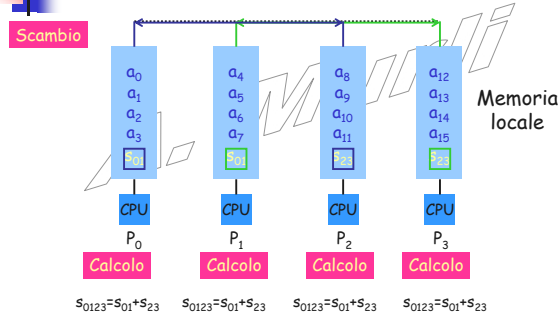 Scambio
a₀ a₄ a₈ a₁₂
a₁ a₅ a₉ a₁₃
a₂ a₆ a₁₀ a₁₄
a₃ a₇ a₁₁ a₁₅
s₀₁ s₀₁ s₂₃ s₂₃
Memoria
locale
CPU CPU CPU CPU
P₀ P₁ P₂ P₃
Calcolo Calcolo Calcolo Calcolo
s₀₁₂₃=s₀₁+s₂₃ s₀₁₂₃=s₀₁+s₂₃ s₀₁₂₃=s₀₁+s₂₃ s₀₁₂₃=s₀₁+s₂₃